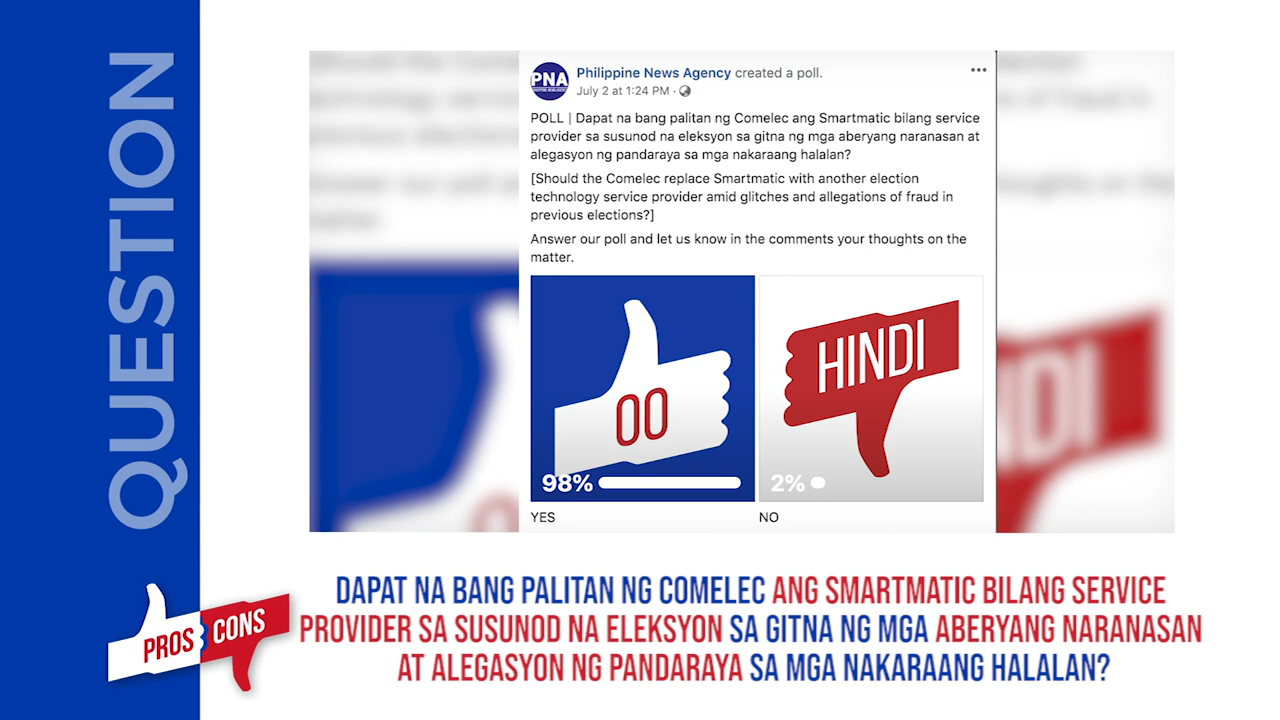 QUESTION
PNA
Philippine News Agency created a poll.
July 2 at 1:24 PM ·
POLL | Dapat na bang palitan ng Comelec ang Smartmatic bilang service
provider sa susunod na eleksyon sa gitna ng mga aberyang naranasan at
alegasyon ng pandaraya sa mga nakaraang halalan?
[Should the Comelec replace Smartmatic with another election
technology service provider amid glitches and allegations of fraud in
previous elections?]
Answer our poll and let us know in the comments your thoughts on the
matter.
OO
HINDI
98%
2%
YES
NO
PROS
CONS
DAPAT NA BANG PALITAN NG COMELEC ANG SMARTMATIC BILANG SERVICE
PROVIDER SA SUSUNOD NA ELEKSYON SA GITNA NG MGA ABERYANG NARANASAN
AT ALEGASYON NG PANDARAYA SA MGA NAKARAANG HALALAN?